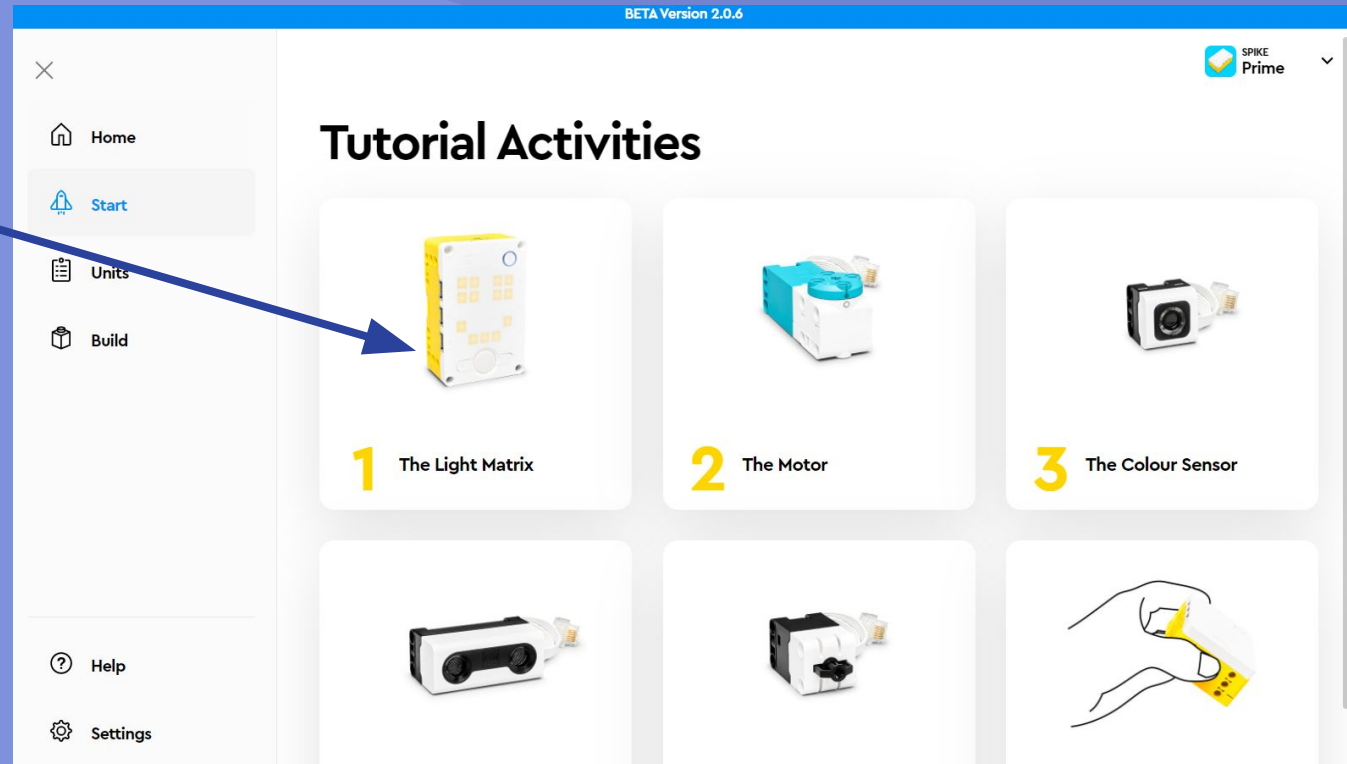 BETA Version 2.0.6
SPIKE
Prime
Home
Start
Units
Build
Help
Settings
Tutorial Activities
1 The Light Matrix
2 The Motor
3 The Colour Sensor